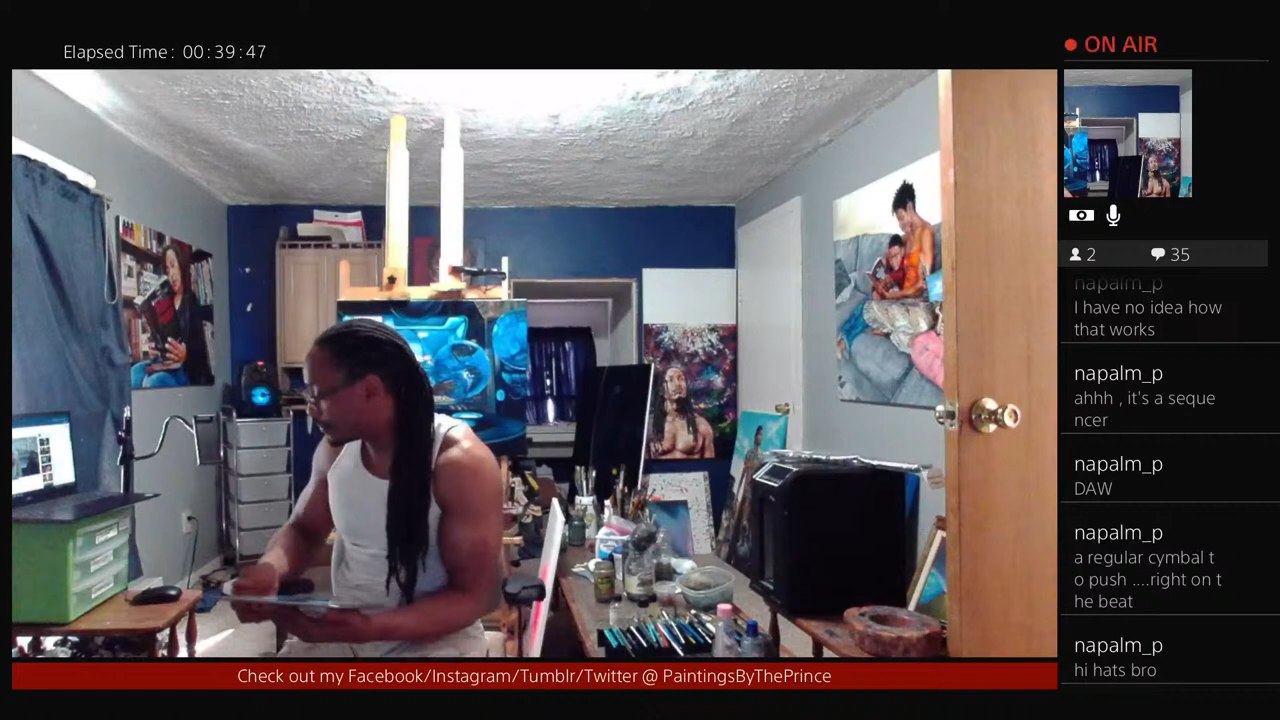 Elapsed Time: 00:39:47
ON AIR
2 35
napalm_p
I have no idea how
that works
napalm_p
ahhh , it's a seque
ncer
napalm_p
DAW
napalm_p
a regular cymbal t
o push ....right on t
he beat
napalm_p
hi hats bro
Check out my Facebook/Instagram/Tumblr/Twitter @ PaintingsByThePrince